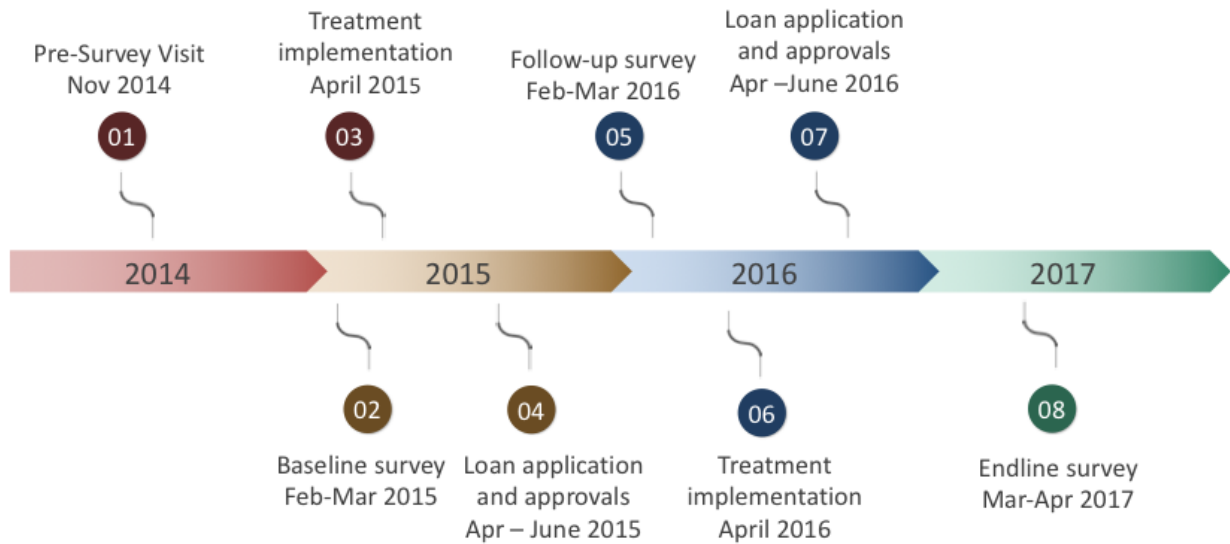 Pre-Survey Visit
Nov 2014
01
Treatment
implementation
April 2015
03
Follow-up survey
Feb-Mar 2016
05
Loan application
and approvals
Apr –June 2016
07
2014
2015
2016
2017
02
Baseline survey
Feb-Mar 2015
04
Loan application
and approvals
Apr – June 2015
06
Treatment
implementation
April 2016
08
Endline survey
Mar-Apr 2017